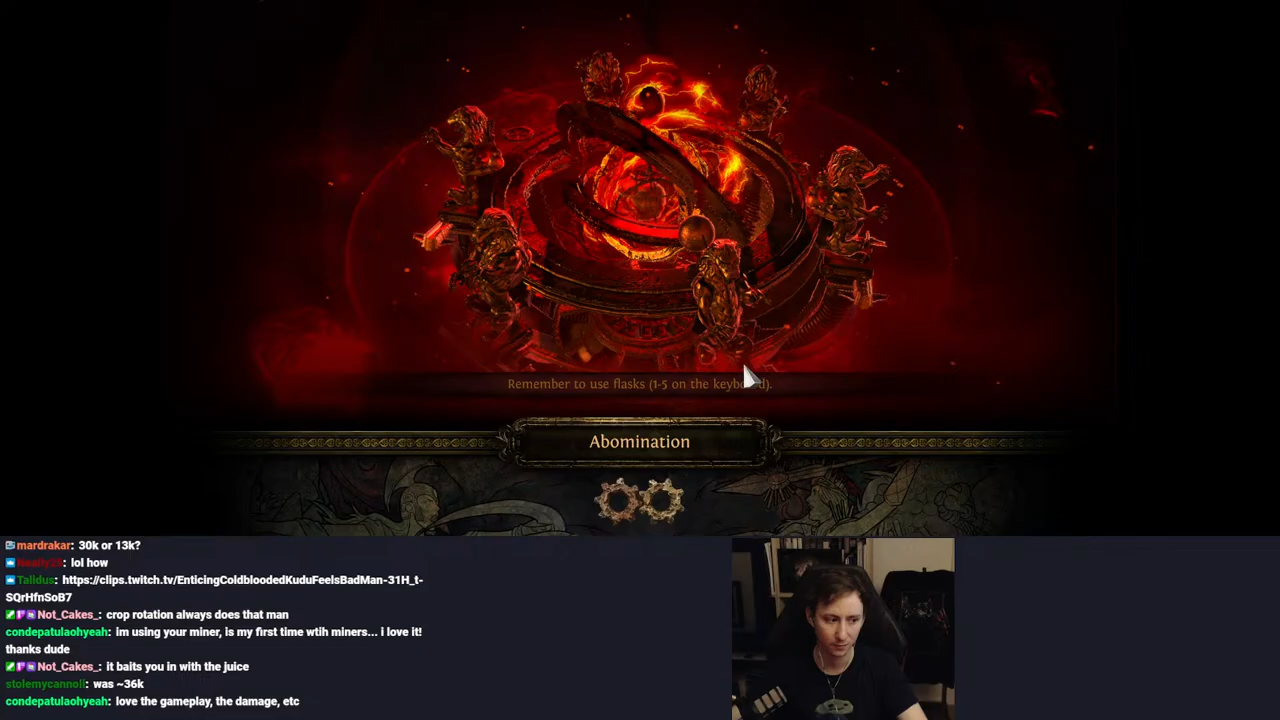 Remember to use flasks (1-5 on the keyboard).
Abomination
mardrakar: 30k or 13k?
lol how
Talidus: https://clips.twitch.tv/EnticingColdbloodedKuduFeelsBadMan-31H_t-
SQrHfnSoB7
Not_Cakes_: crop rotation always does that man
condepatulaohyeah: im using your miner, is my first time wtih miners... i love it!
thanks dude
Not_Cakes_: it baits you in with the juice
stolemycannoli: was ~36k
condepatulaohyeah: love the gameplay, the damage, etc